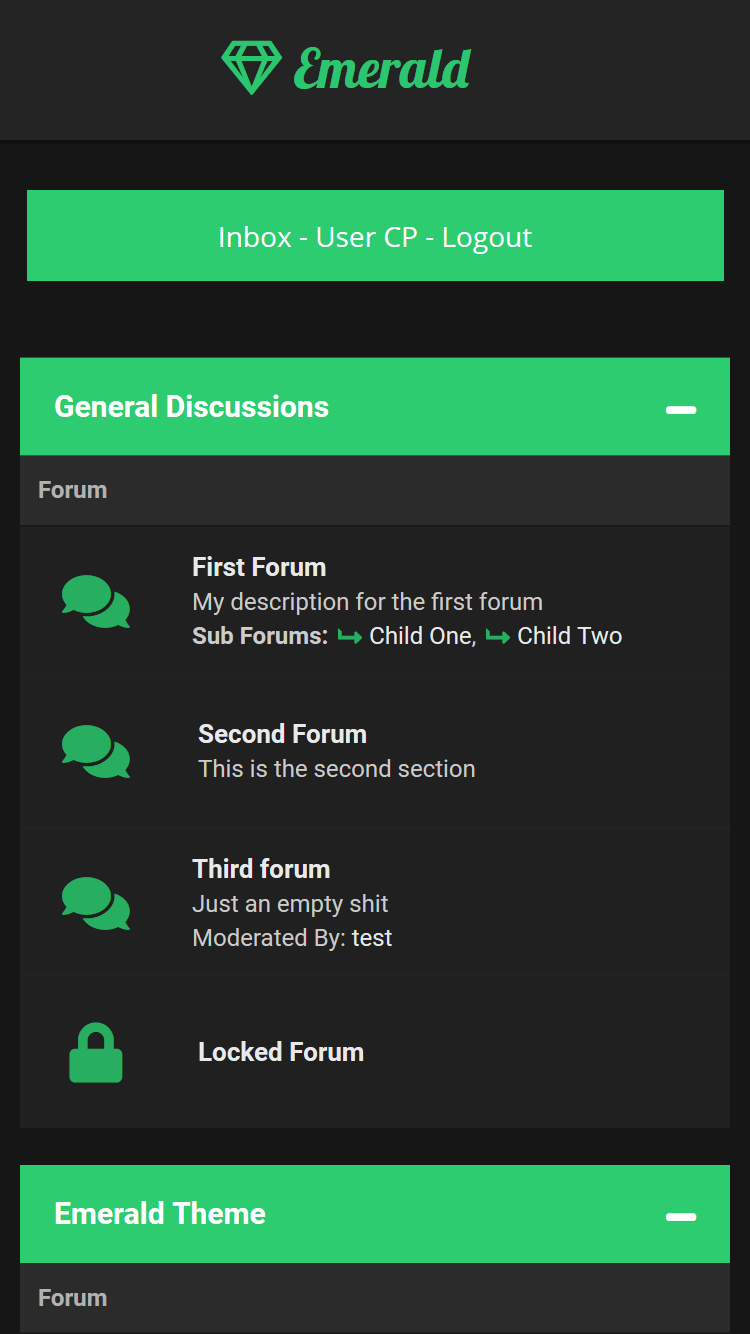 Emerald
Inbox - User CP - Logout
General Discussions
Forum
First Forum
My description for the first forum
Sub Forums: Child One, Child Two
Second Forum
This is the second section
Third forum
Just an empty shit
Moderated By: test
Locked Forum
Emerald Theme
Forum